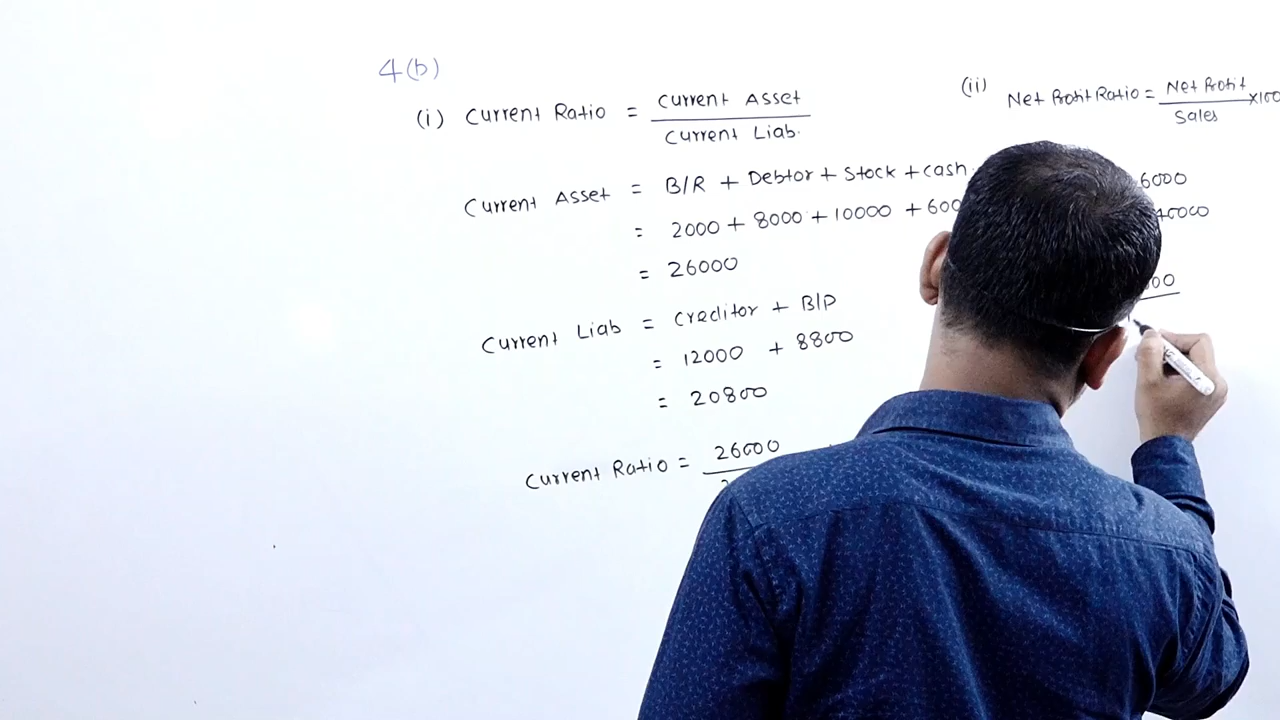 4(b)
(i) Current Ratio = Current Asset / Current Liab.
Current Asset = B/R + Debtor + Stock + cash.
= 2000 + 8000 + 10000 +
= 26000
Current Liab = Creditor + B/P
= 12000 + 8800
= 20800
Current Ratio = 26000
(ii) Net Profit Ratio = Net Profit / Sales ×100